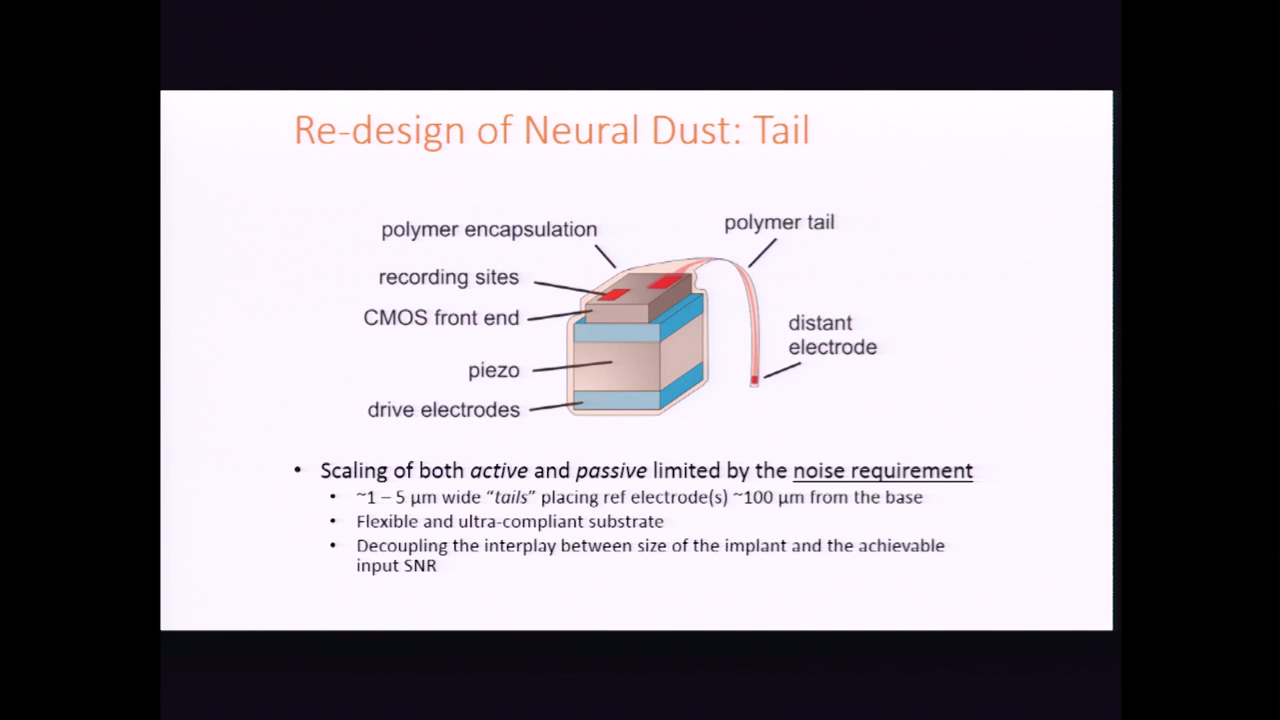 Re-design of Neural Dust: Tail
polymer encapsulation
polymer tail
recording sites
CMOS front end
distant
electrode
piezo
drive electrodes
• Scaling of both active and passive limited by the noise requirement
• ~1 – 5 μm wide “tails” placing ref electrode(s) ~100 μm from the base
• Flexible and ultra-compliant substrate
• Decoupling the interplay between size of the implant and the achievable
input SNR